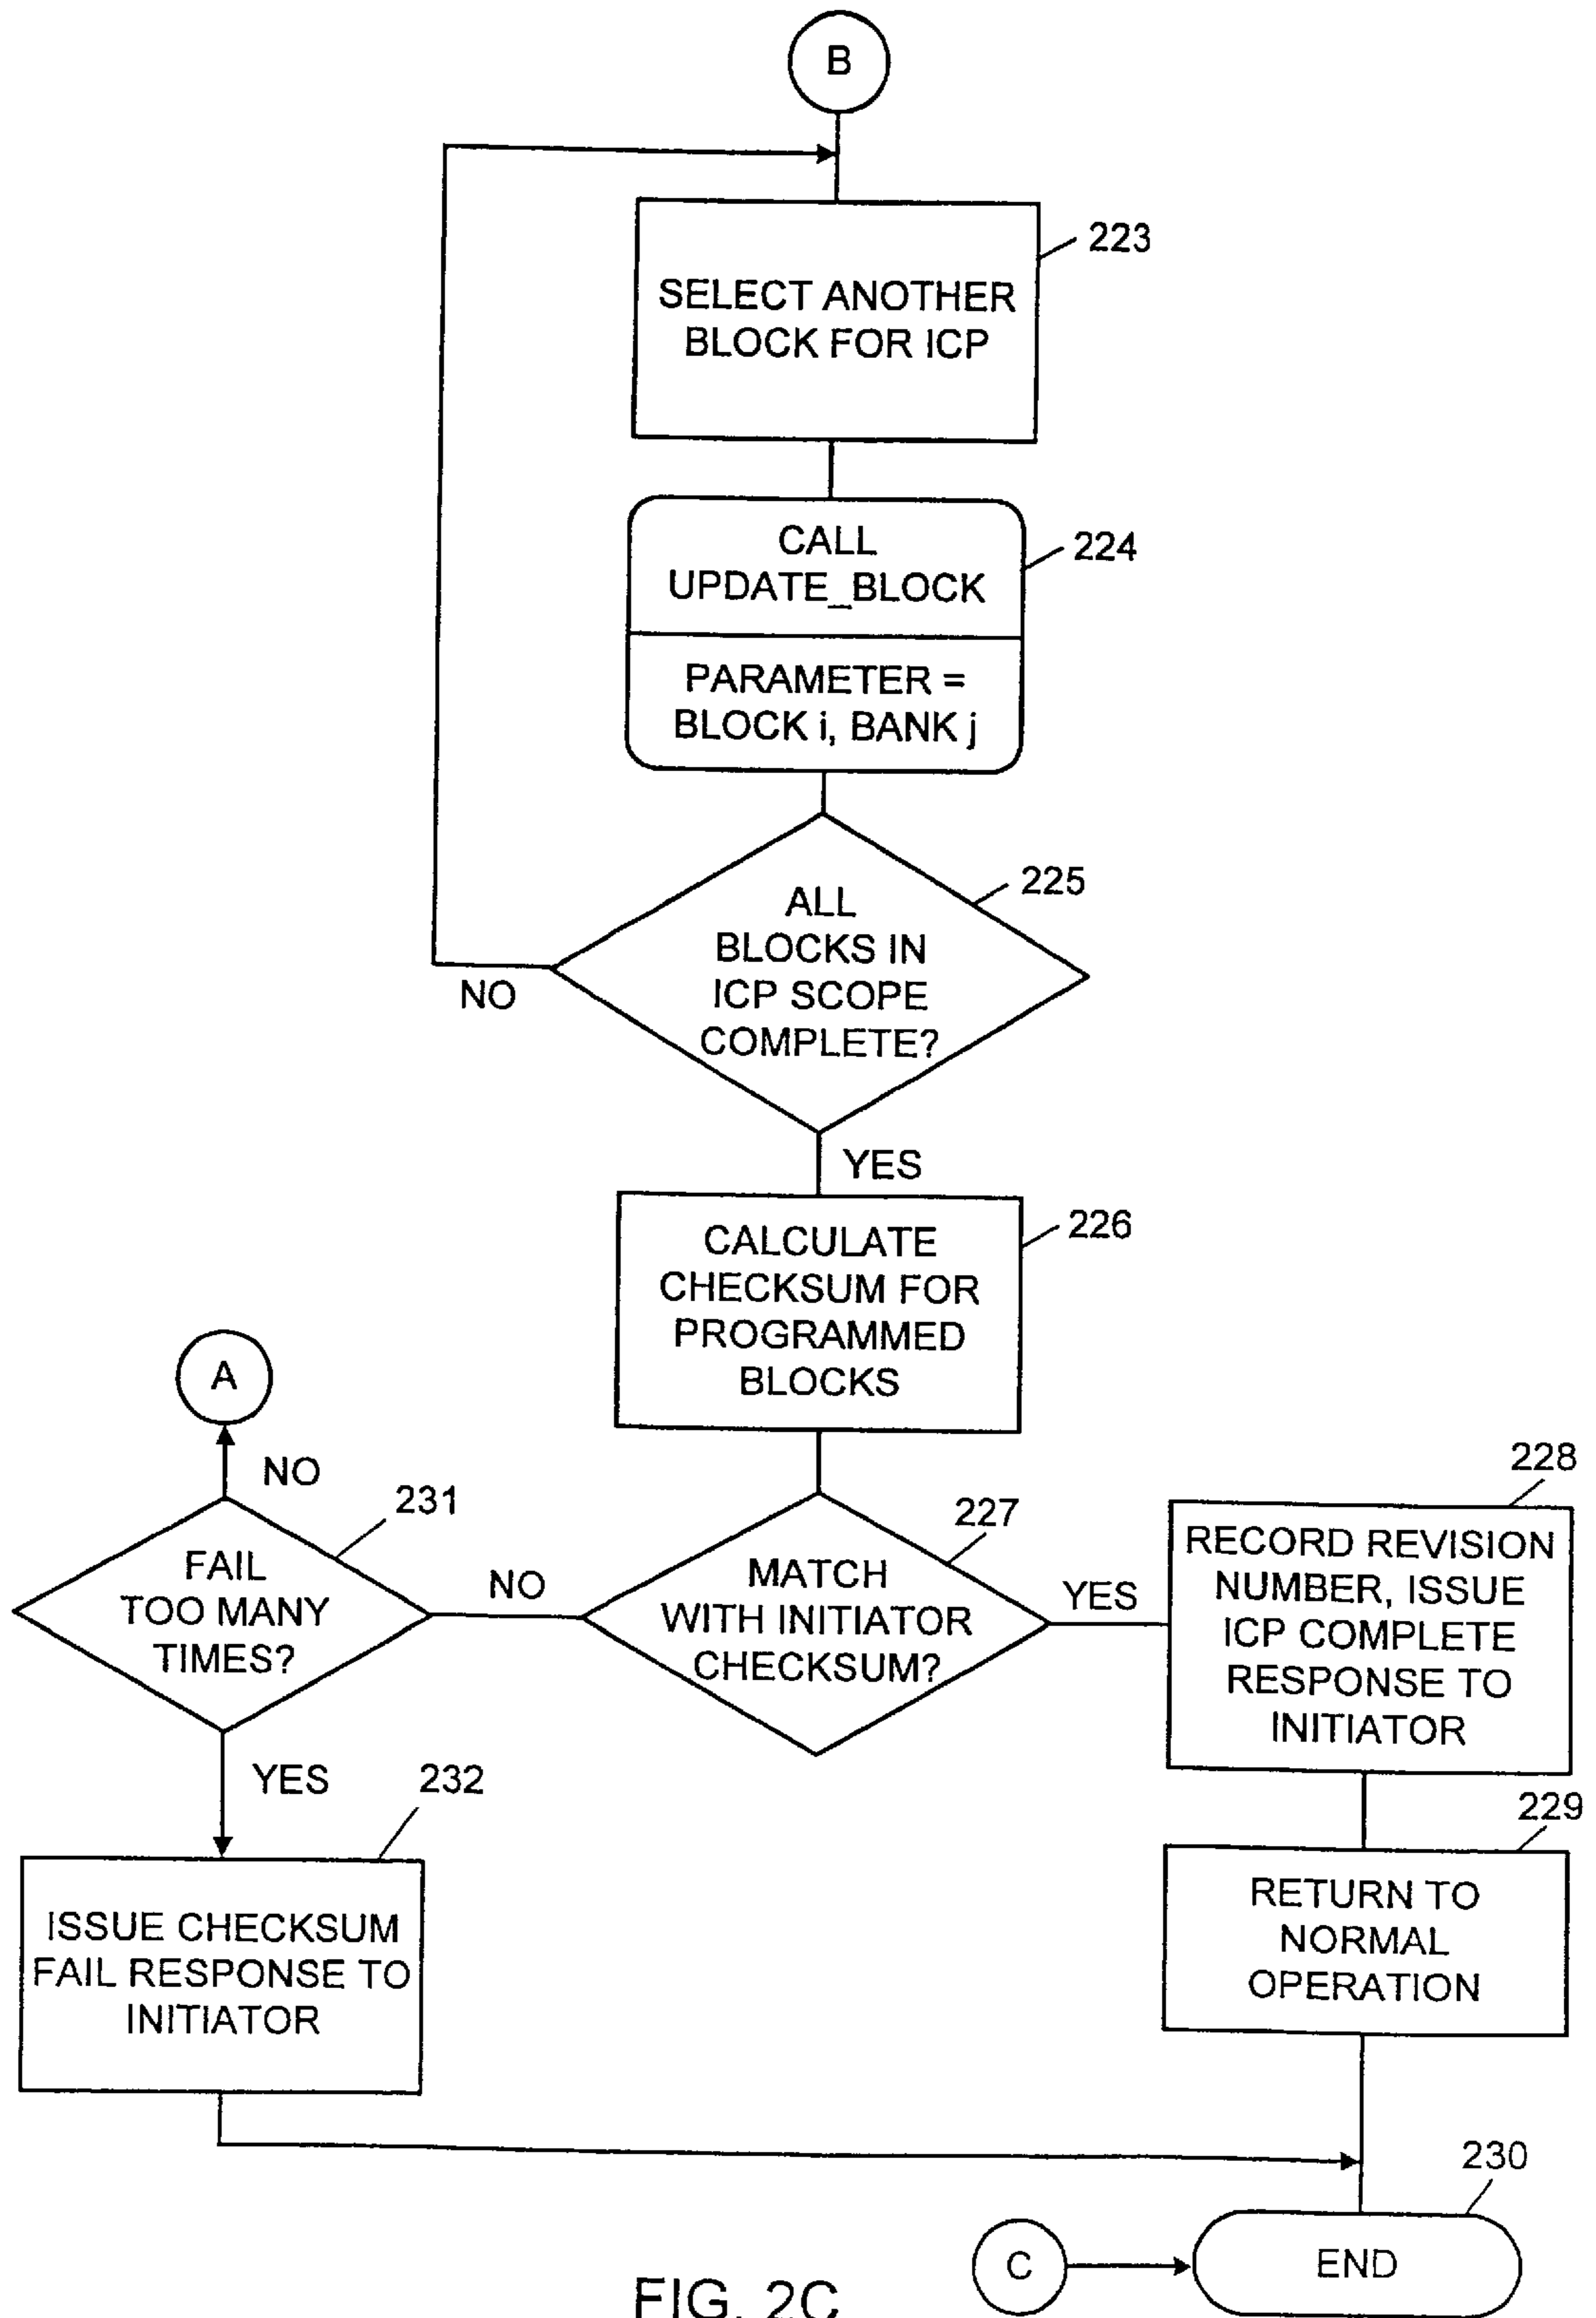 B
223
SELECT ANOTHER
BLOCK FOR ICP
CALL
UPDATE_BLOCK
224
PARAMETER =
BLOCK i, BANK j
225
ALL
BLOCKS IN
ICP SCOPE
COMPLETE?
NO
YES
226
CALCULATE
CHECKSUM FOR
PROGRAMMED
BLOCKS
A
NO
231
FAIL
TOO MANY
TIMES?
NO
227
MATCH
WITH INITIATOR
CHECKSUM?
YES
228
RECORD REVISION
NUMBER, ISSUE
ICP COMPLETE
RESPONSE TO
INITIATOR
YES
232
ISSUE CHECKSUM
FAIL RESPONSE TO
INITIATOR
229
RETURN TO
NORMAL
OPERATION
230
C
END
FIG. 2C